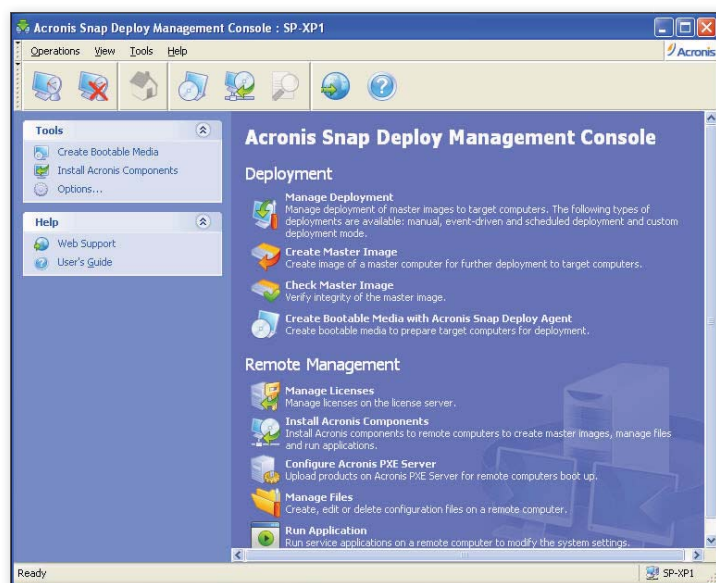 Acronis Snap Deploy Management Console : SP-XP1
Operations View Tools Help
Acronis
Tools
Create Bootable Media
Install Acronis Components
Options...
Help
Web Support
User's Guide
Acronis Snap Deploy Management Console
Deployment
Manage Deployment
Manage deployment of master images to target computers. The following types of
deployments are available: manual, event-driven and scheduled deployment and custom
deployment mode.
Create Master Image
Create image of a master computer for further deployment to target computers.
Check Master Image
Verify integrity of the master image.
Create Bootable Media with Acronis Snap Deploy Agent
Create bootable media to prepare target computers for deployment.
Remote Management
Manage Licenses
Manage licenses on the license server.
Install Acronis Components
Install Acronis components to remote computers to create master images, manage files
and run applications.
Configure Acronis PXE Server
Upload products on Acronis PXE Server for remote computers boot up.
Manage Files
Create, edit or delete configuration files on a remote computer.
Run Application
Run service applications on a remote computer to modify the system settings.
Ready
SP-XP1